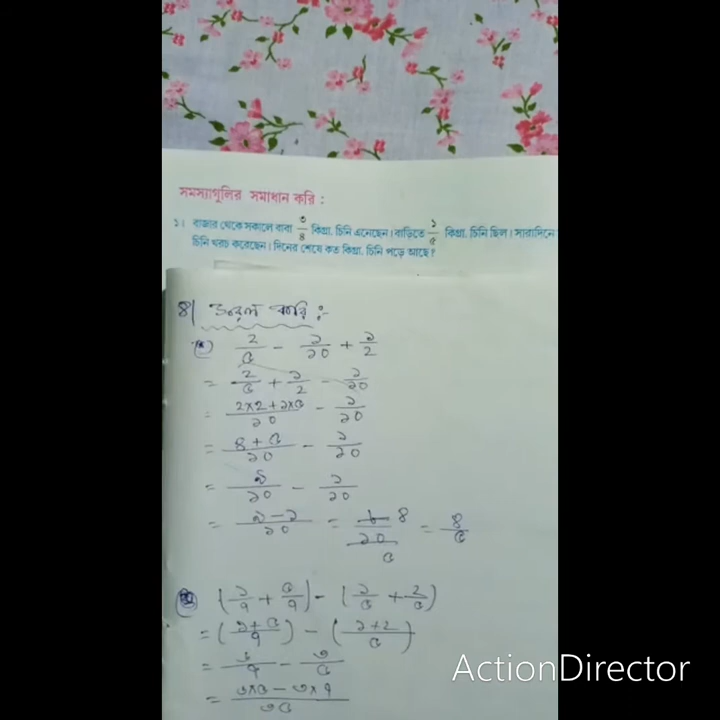 সমস্যাগুলির সমাধান করি :
১। বাজার থেকে সকালে বাবা ৩/৪ কিগ্রা. চিনি এনেছেন। বাড়িতে ১/৫ কিগ্রা. চিনি ছিল। সারাদিনে
চিনি খরচ করেছেন। দিনের শেষে কত কিগ্রা. চিনি পড়ে আছে?
৪| সরল করি :-
২/৫ - ১/১০ + ১/২
= ২/৫ + ১/২ - ১/১০
= (২×২+১×৫)/১০ - ১/১০
= (৪+৫)/১০ - ১/১০
= ৯/১০ - ১/১০
= (৯-১)/১০ = ৮/১০ ৪ ৫ = ৪/৫
(১/৭ + ৫/৭) - (১/৫ + ২/৫)
= ((১+৫)/৭) - ((১+২)/৫)
= ৬/৭ - ৩/৫
= (৬×৫ - ৩×৭)/৩৫
ActionDirector